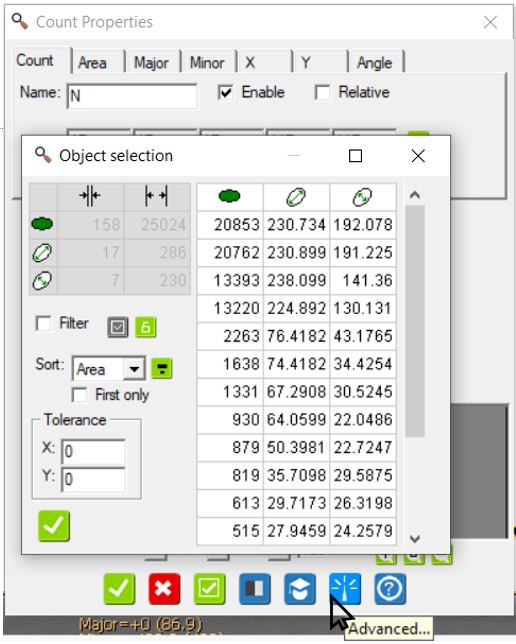 Count Properties
Count Area Major Minor X Y Angle
Name: N Enable Relative
Object selection
158 25024
17 286
7 230
20853 230.734 192.078
20762 230.899 191.225
13393 238.099 141.36
13220 224.892 130.131
2263 76.4182 43.1765
1638 74.4182 34.4254
1331 67.2908 30.5245
930 64.0599 22.0486
879 50.3981 22.7247
819 35.7098 29.5875
613 29.7173 26.3198
515 27.9459 24.2579
Filter
Sort: Area
First only
Tolerance
X: 0
Y: 0
Major=+0 (86,9)
Advanced...